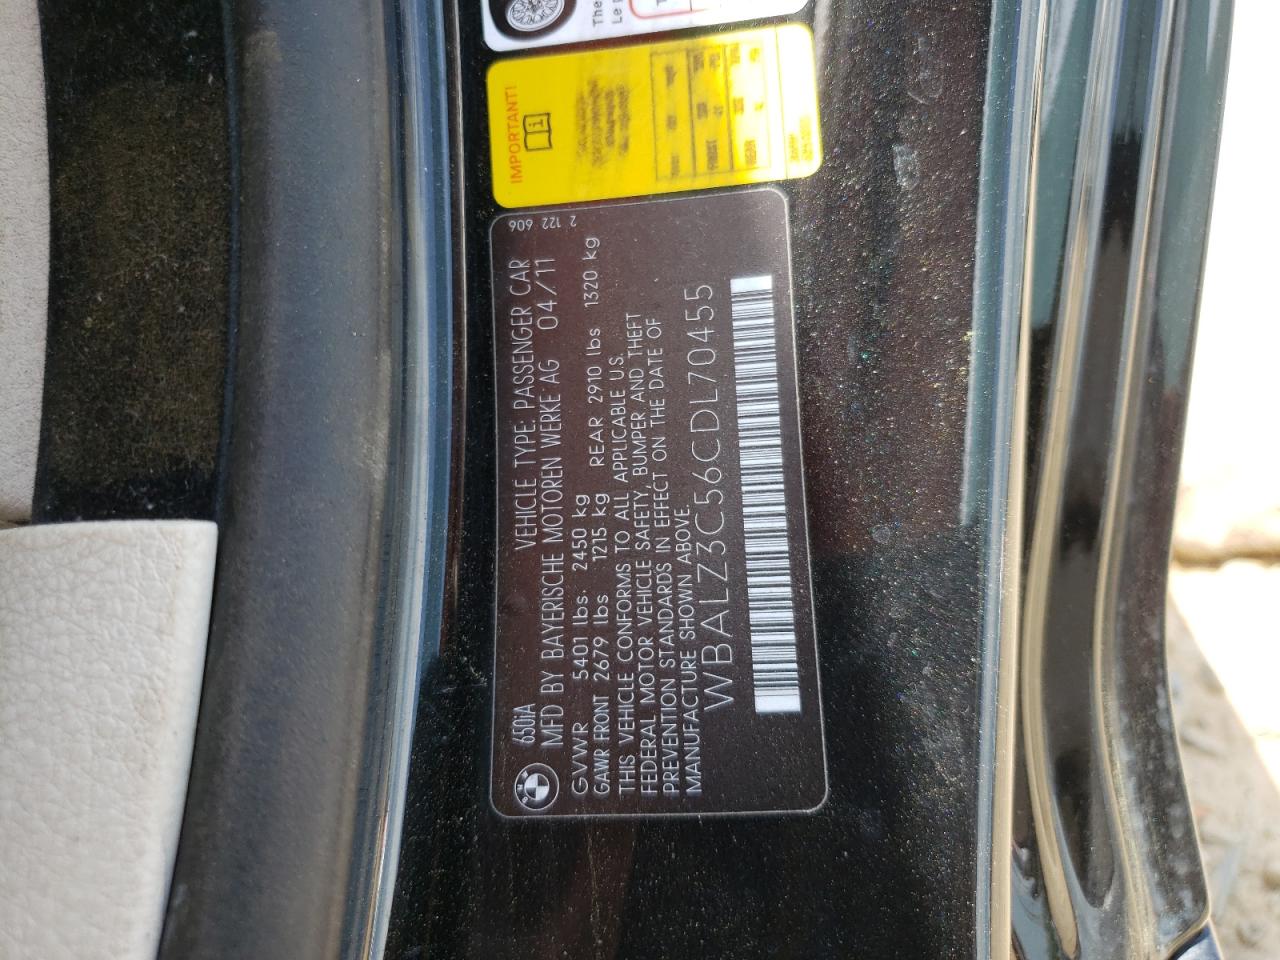 The
Le
IMPORTANT!
i
2 122 606
650iA VEHICLE TYPE. PASSENGER CAR
MFD BY BAYERISCHE MOTOREN WERKE AG 04/11
GVWR 5401 lbs. 2450 kg
GAWR FRONT 2679 lbs 1215 kg REAR 2910 lbs 1320 kg
THIS VEHICLE CONFORMS TO ALL APPLICABLE U.S.
FEDERAL MOTOR VEHICLE SAFETY, BUMPER AND THEFT
PREVENTION STANDARDS IN EFFECT ON THE DATE OF
MANUFACTURE SHOWN ABOVE.
WBALZ3C56CDL70455